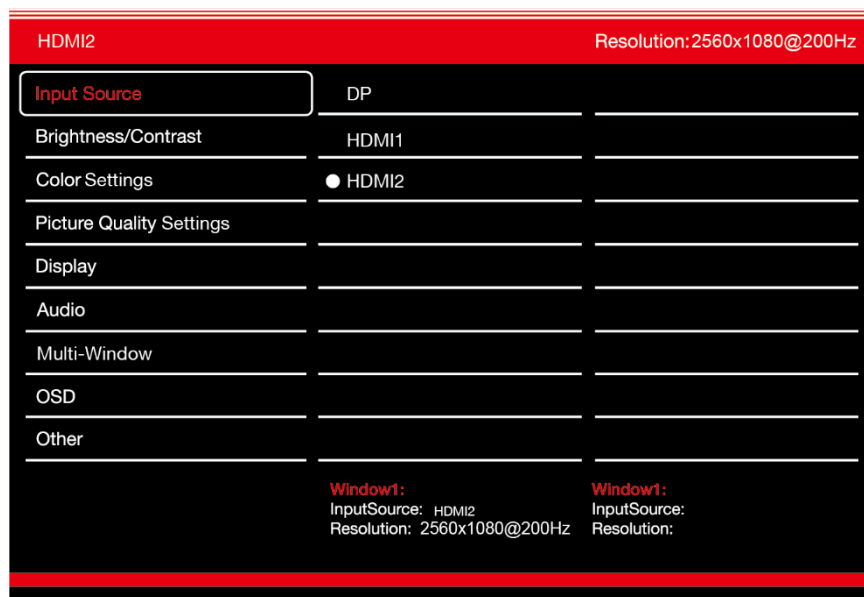 HDMI2 Resolution:2560x1080@200Hz
Input Source DP
Brightness/Contrast HDMI1
Color Settings HDMI2
Picture Quality Settings
Display
Audio
Multi-Window
OSD
Other
Window1: Window1:
InputSource: HDMI2 InputSource:
Resolution: 2560x1080@200Hz Resolution: